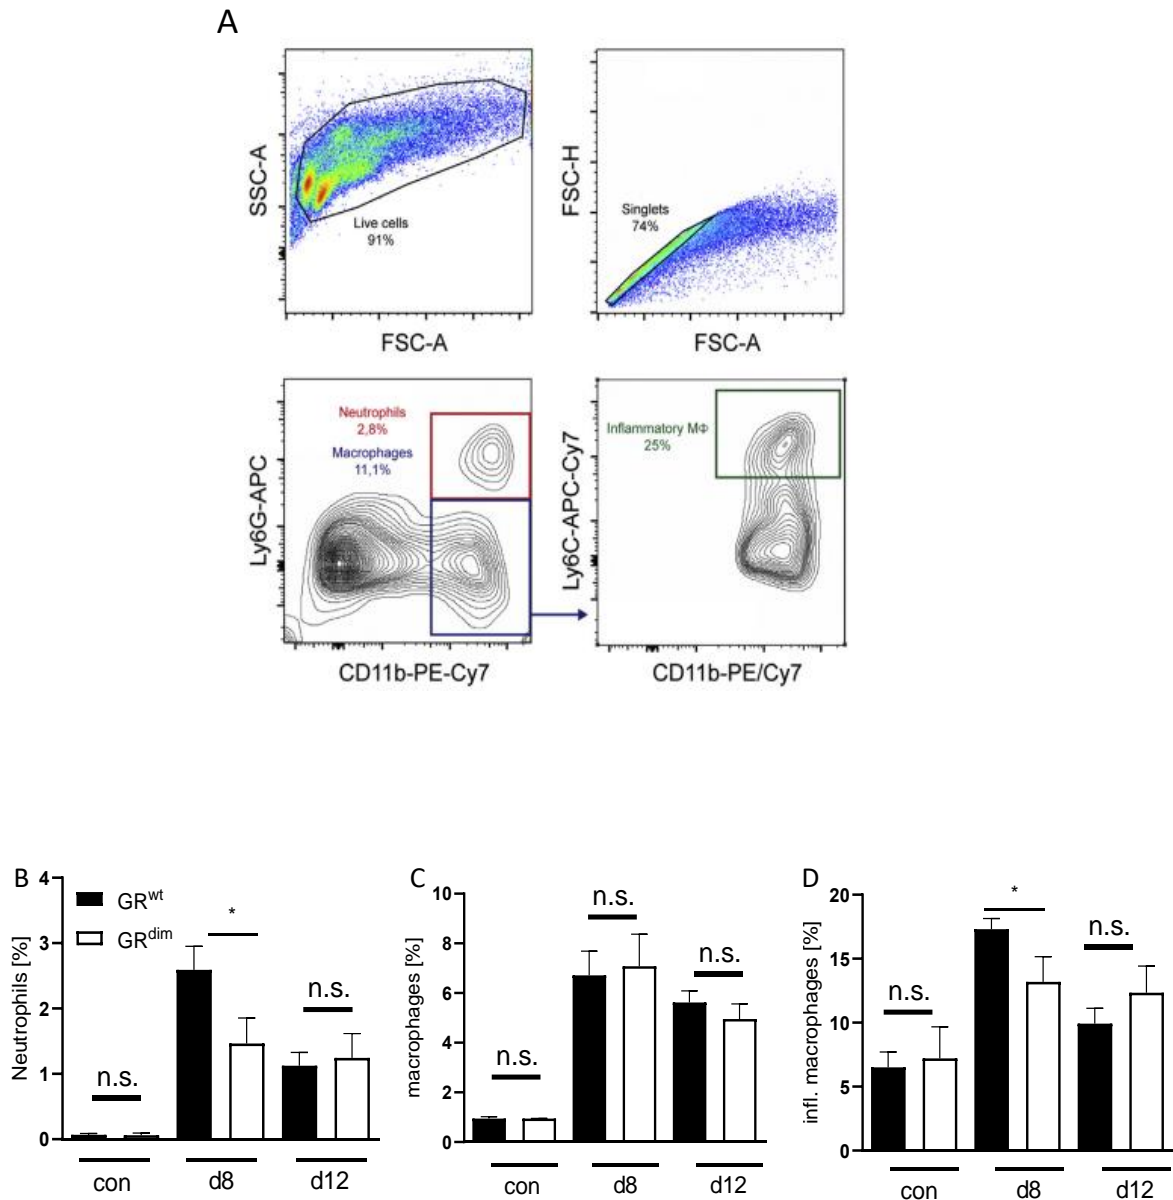 A
SSC-A
Live cells
91%
FSC-A
FSC-H
Singlets
74%
FSC-A
Ly6G-APC
Neutrophils
2,8%
Macrophages
11,1%
CD11b-PE-Cy7
Ly6C-APC-Cy7
Inflammatory MΦ
25%
CD11b-PE/Cy7
B
Neutrophils [%]
4
3
2
1
0
GRwt
GRdim
n.s.
*
n.s.
con
d8
d12
C
macrophages [%]
10
8
6
4
2
0
n.s.
n.s.
n.s.
con
d8
d12
D
infl. macrophages [%]
20
15
10
5
0
n.s.
*
n.s.
con
d8
d12